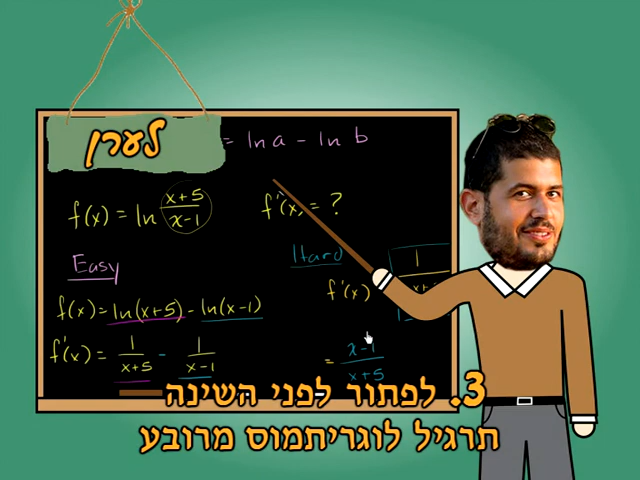 לערן
= ln a - ln b
f(x) = ln (x+5)/(x-1)
f'(x) = ?
Easy
Hard
f(x) = ln(x+5) - ln(x-1)
f'(x)
1
f'(x) = 1/(x+5) - 1/(x-1)
= (x-1)/(x+5)
3. לפתור לפני השינה
תרגיל לוגריתמוס מרובע